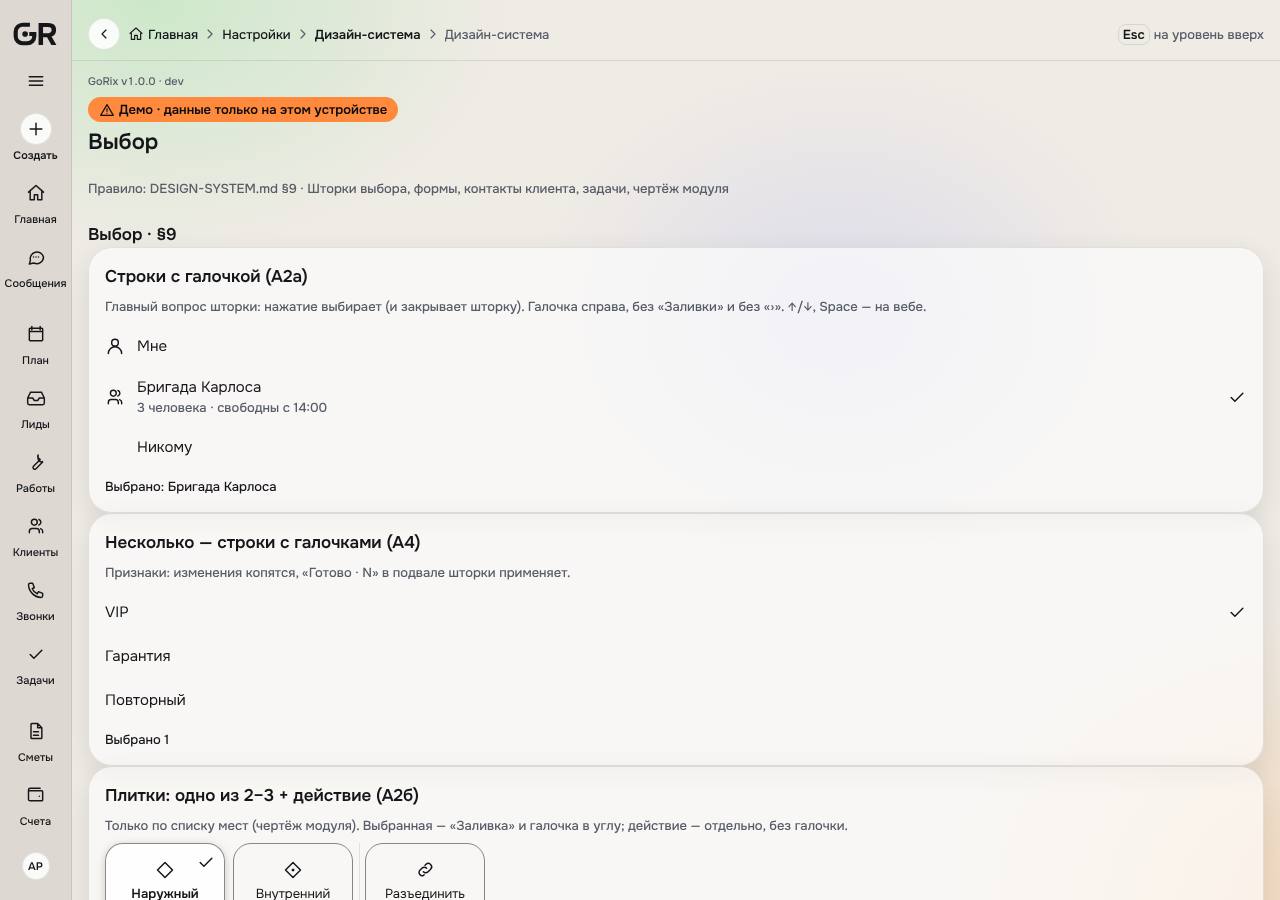 GR
Создать
Главная
Сообщения
План
Лиды
Работы
Клиенты
Звонки
Задачи
Сметы
Счета
AP
Главная
Настройки
Дизайн-система
Дизайн-система
Esc на уровень вверх
GoRix v1.0.0 · dev
Демо · данные только на этом устройстве
Выбор
Правило: DESIGN-SYSTEM.md §9 · Шторки выбора, формы, контакты клиента, задачи, чертёж модуля
Выбор · §9
Строки с галочкой (А2а)
Главный вопрос шторки: нажатие выбирает (и закрывает шторку). Галочка справа, без «Заливки» и без «›». ↑/↓, Space — на вебе.
Мне
Бригада Карлоса
3 человека · свободны с 14:00
Никому
Выбрано: Бригада Карлоса
Несколько — строки с галочками (А4)
Признаки: изменения копятся, «Готово · N» в подвале шторки применяет.
VIP
Гарантия
Повторный
Выбрано 1
Плитки: одно из 2–3 + действие (А2б)
Только по списку мест (чертёж модуля). Выбранная — «Заливка» и галочка в углу; действие — отдельно, без галочки.
Наружный
Внутренний
Разъединить